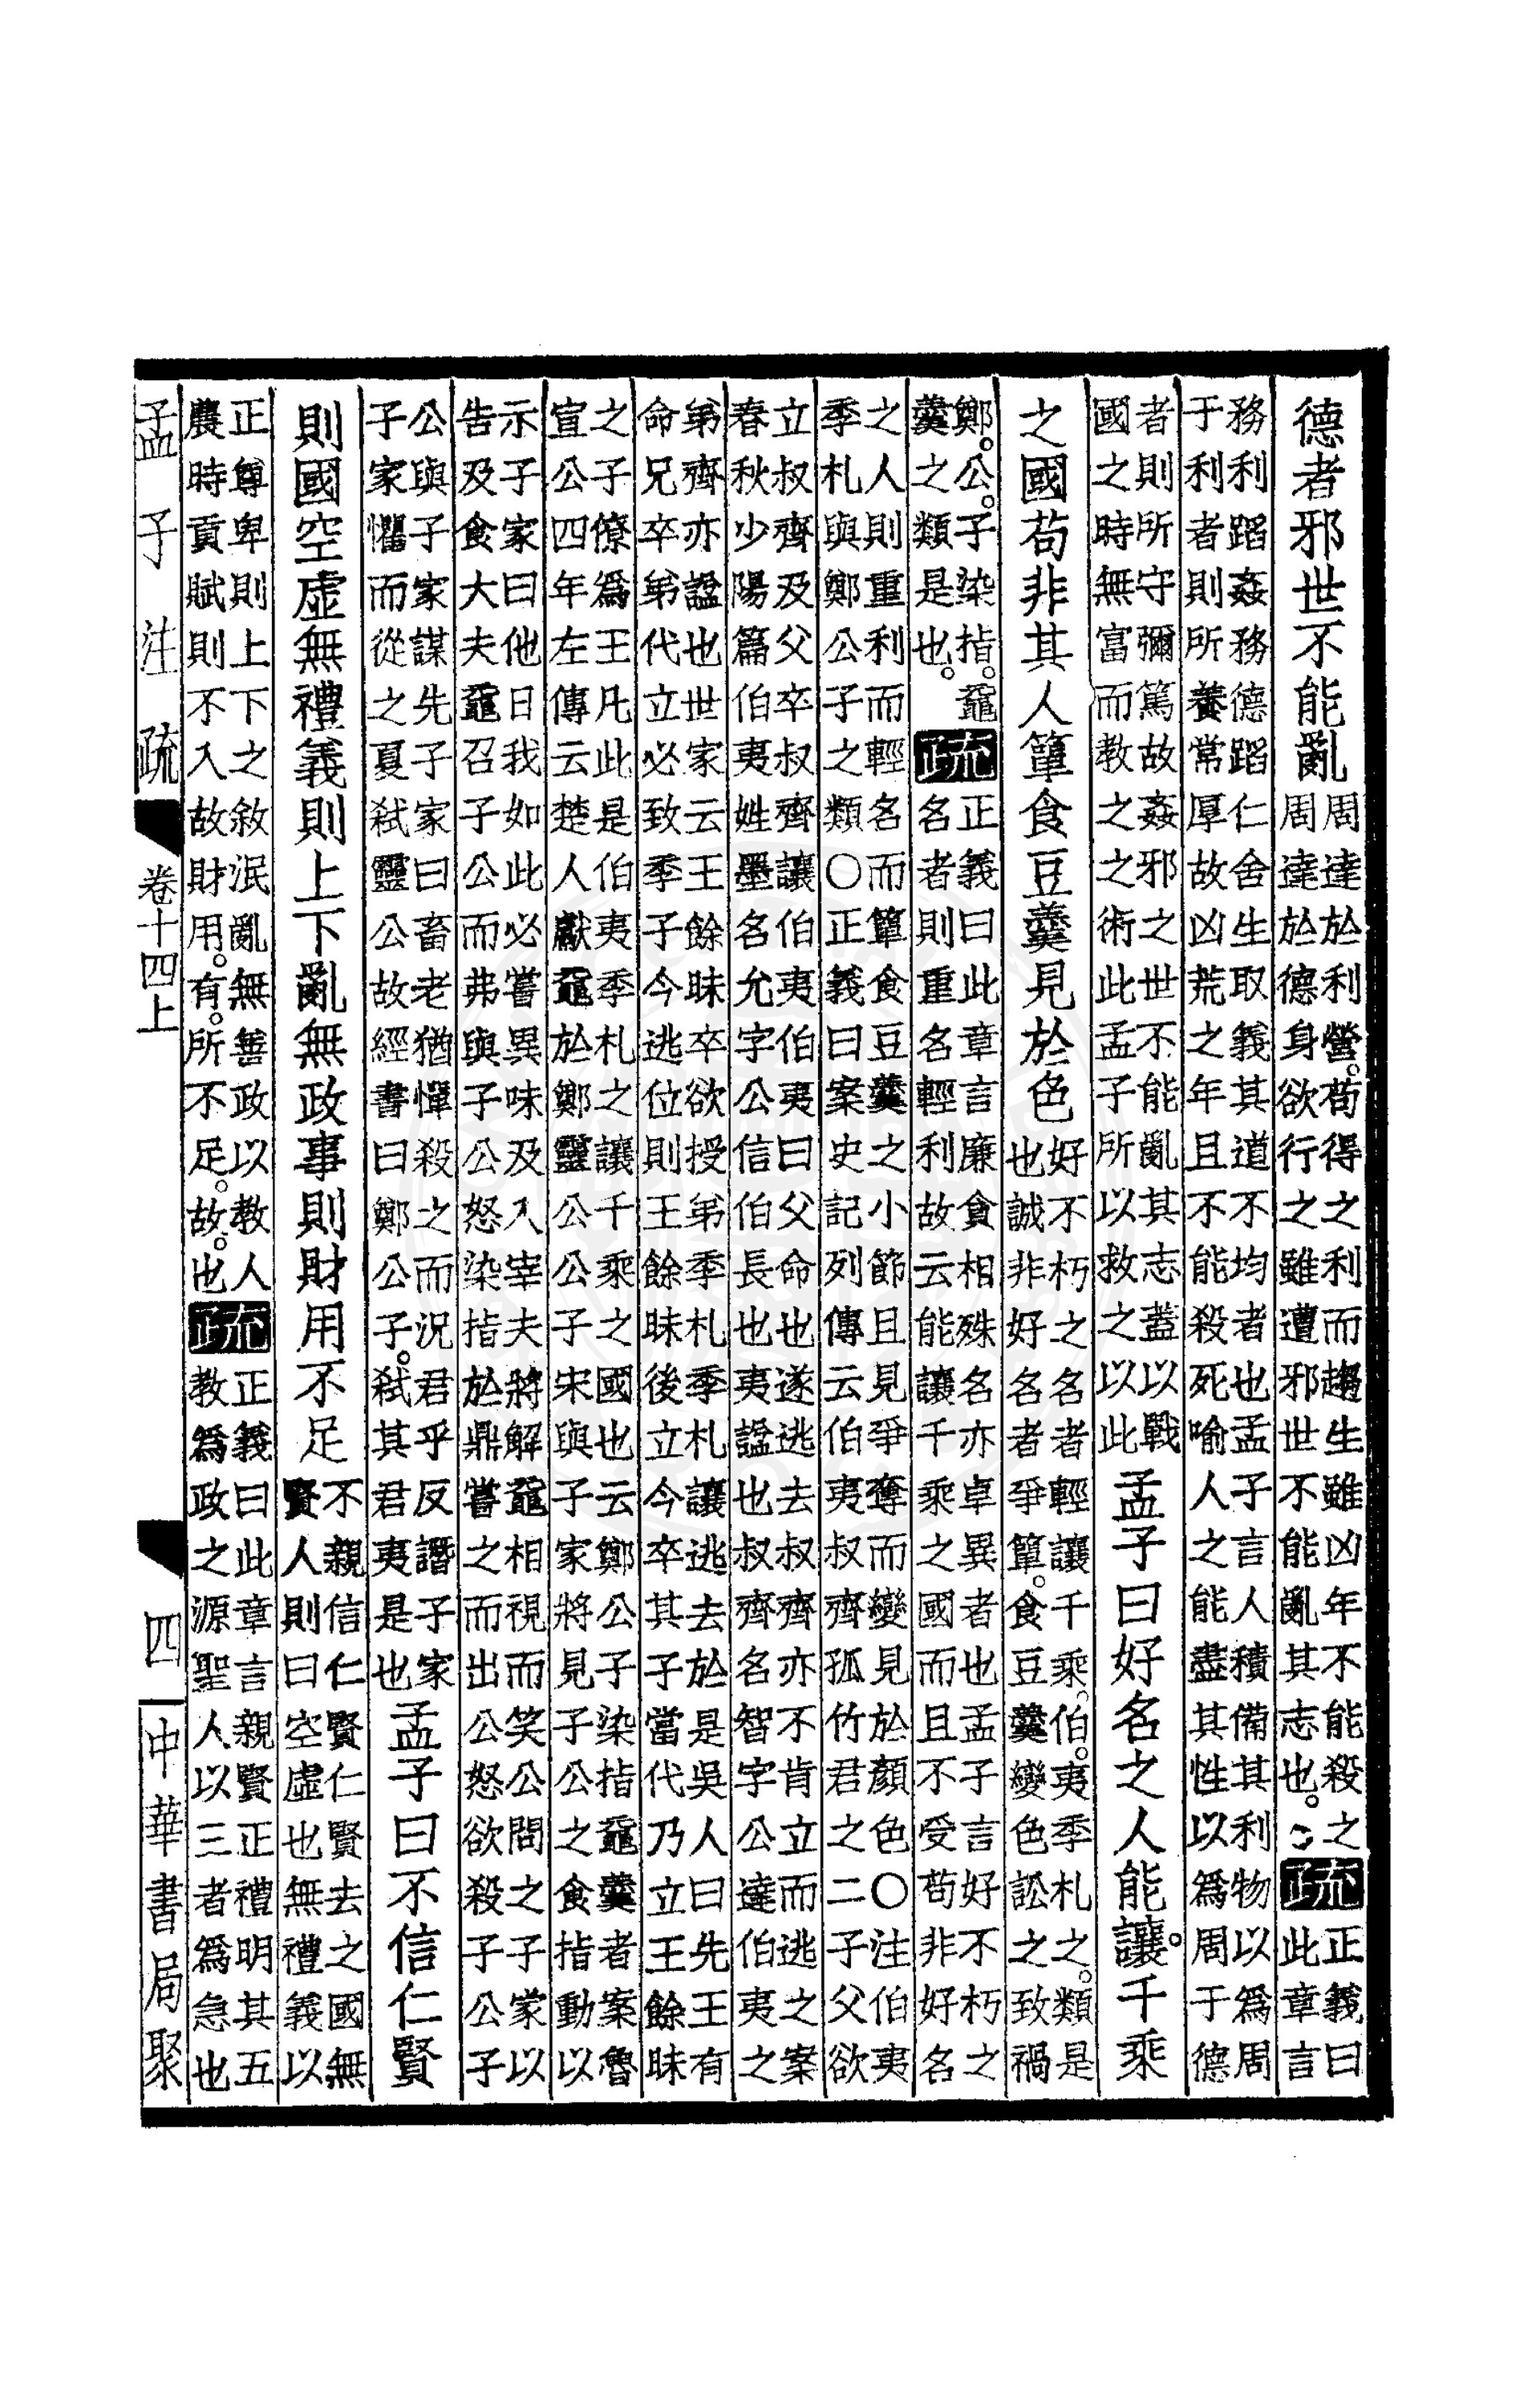 德者邪世不能亂
周達於利營。苟得之利而趨生雖凶年不能殺之
周達於德身欲行之雖遭邪世不能亂其志也。
疏
正義曰
此章言
務利蹈姦務德蹈仁舍生取義其道不均者也孟子言人積備其利物以爲周
于利者則所養常厚故凶荒之年且不能殺死喻人之能盡其性以爲周于德
者則所守彌篤故姦邪之世不能亂其志蓋以戰
國之時無富而教之之術此孟子所以救之以此
孟子曰好名之人能讓。千乘
之國苟非其人簞食豆羹見於色
好不朽之名者輕讓千乘。伯。夷季札之。類是
也誠非好名者爭簞。食豆羹變色訟之致禍
鄭。公。子染指。黿
羹之類是也。
疏
正義曰此章言廉貪相殊名亦卓異者也孟子言好不朽之
名者則重名輕利故云能讓千乘之國而且不受苟非好名
之人則重利而輕名而簞食豆羹之小節且見爭奪而變見於顏色○注伯夷
季札與鄭公子之類○正義曰案史記列傳云伯夷叔齊孤竹君之二子父欲
立叔齊及父卒叔齊讓伯夷伯夷曰父命也遂逃去叔齊亦不肯立而逃之案
春秋少陽篇伯夷姓墨名允字公信伯長也夷諡也叔齊名智字公達伯夷之
弟齊亦諡也世家云王餘昧卒欲授弟季札季札讓逃去於是吳人曰先王有
命兄卒弟代立必致季子今逃位則王餘昧後立今卒其子當代乃立王餘昧
之子僚爲王凡此是伯夷季札之讓千乘之國也云鄭公子染指黿羹者案魯
宣公四年左傳云楚人獻黿於鄭靈公公子宋與子家將見子公之食指動以
示子家曰他日我如此必嘗異味及入宰夫將解黿相視而笑公問之子家以
告及食大夫黿召子公而弗與子公怒染指於鼎嘗之而出公怒欲殺子公子
公與子家謀先子家曰畜老猶憚殺之而況君乎反譖子家
子家懼而從之夏弒靈公故經書曰鄭公子。弒其君夷是也
孟子曰不信仁賢
則國空虛無禮義則上下亂無政事則財用不足
不親信仁賢仁賢去之國無
賢人則曰空虛也無禮義以
正尊卑則上下之敘泯亂無善政以教人
農時貢賦則不入故財用。有。所不足。故。也
疏
正義曰此章言親賢正禮明其五
教爲政之源聖人以三者爲急也
孟子注疏 卷十四上 四 中華書局聚